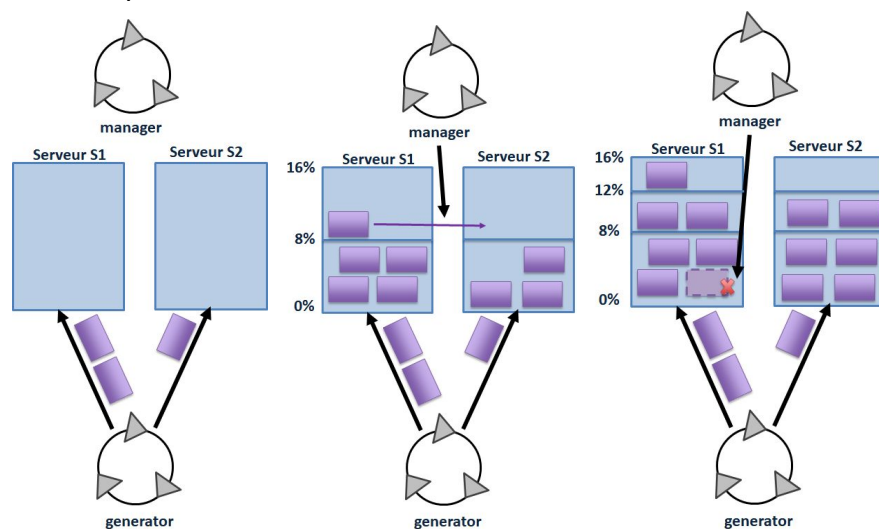 manager
Serveur S1
Serveur S2
generator
manager
Serveur S1
Serveur S2
16%
8%
0%
generator
manager
Serveur S1
Serveur S2
16%
12%
8%
0%
generator